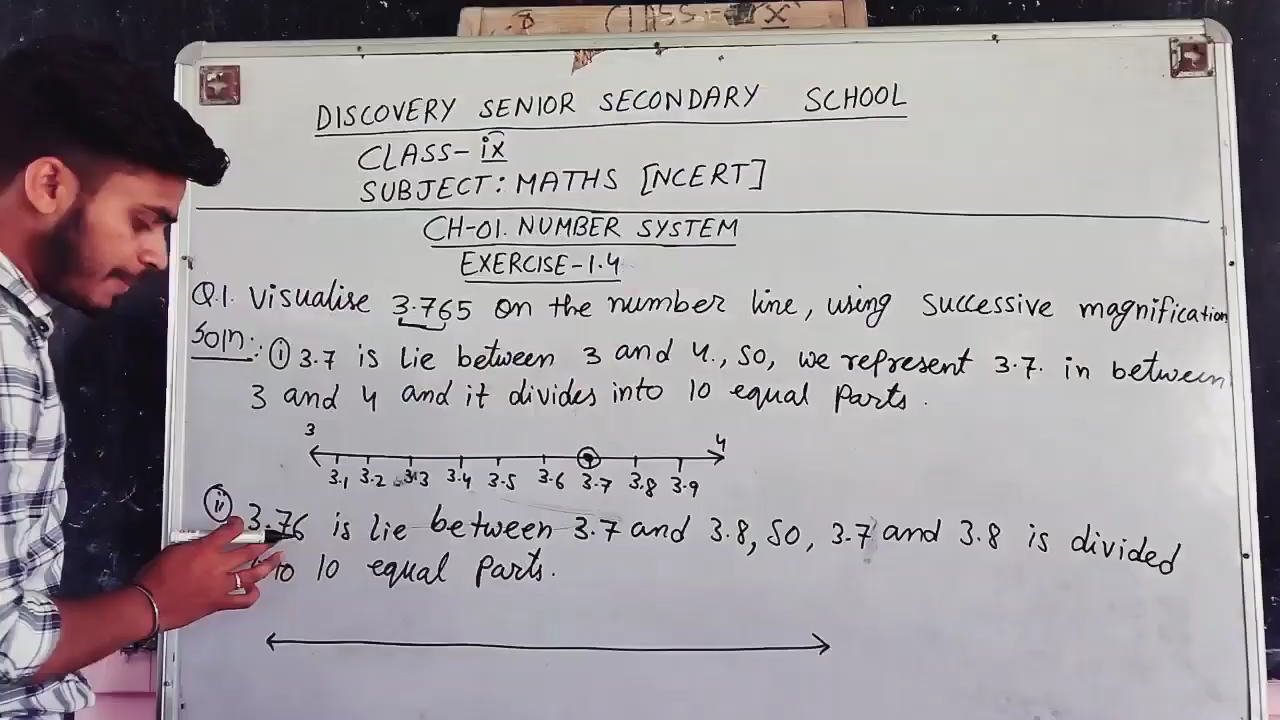 CLASS - X
DISCOVERY SENIOR SECONDARY SCHOOL
CLASS- ix
SUBJECT: MATHS [NCERT]
CH-01. NUMBER SYSTEM
EXERCISE-1.4
Q.1. Visualise 3.765 on the number line, using successive magnification
Soln: (i) 3.7 is lie between 3 and 4., so, we represent 3.7. in between
3 and 4 and it divides into 10 equal parts.
3 4
3.1 3.2 3.3 3.4 3.5 3.6 3.7 3.8 3.9
(ii) 3.76 is lie between 3.7 and 3.8, so, 3.7 and 3.8 is divided
10 equal parts.